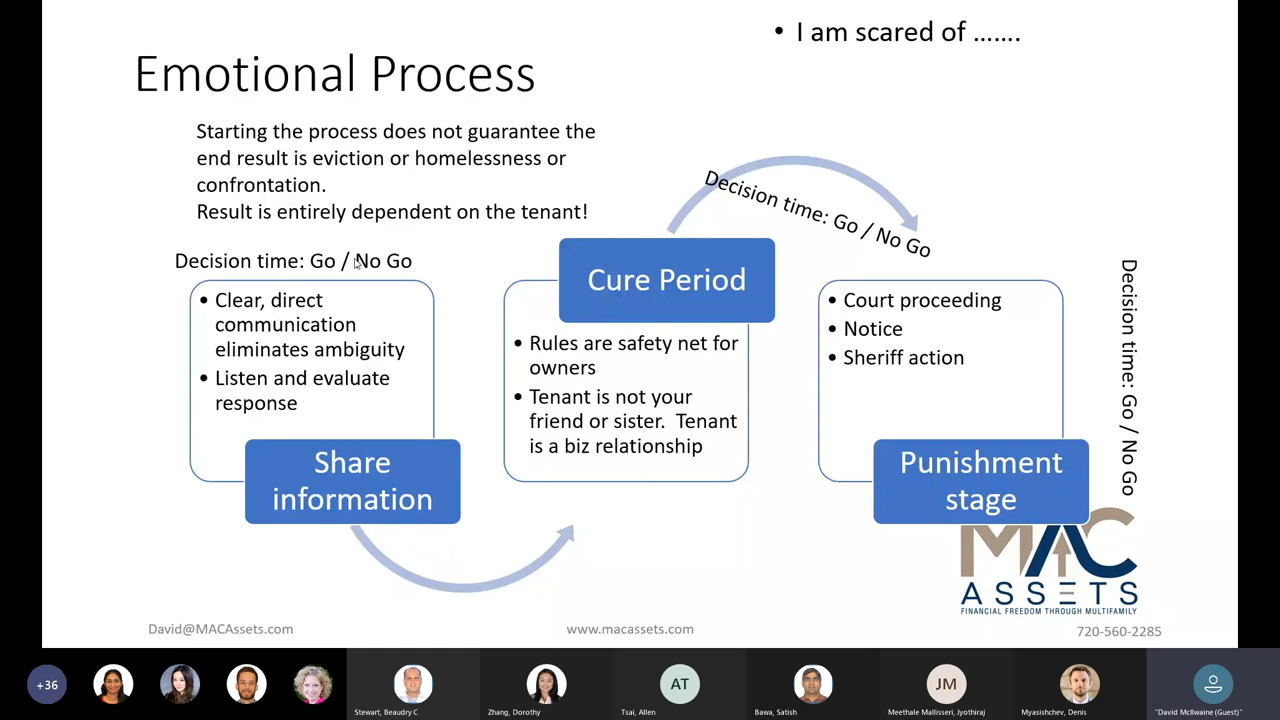 • I am scared of .......
Emotional Process
Starting the process does not guarantee the
end result is eviction or homelessness or
confrontation.
Result is entirely dependent on the tenant!
Decision time: Go / No Go
• Clear, direct
communication
eliminates ambiguity
• Listen and evaluate
response
Share
information
Cure Period
• Rules are safety net for
owners
• Tenant is not your
friend or sister. Tenant
is a biz relationship
Decision time: Go / No Go
• Court proceeding
• Notice
• Sheriff action
Punishment
stage
Decision time: Go / No Go
MAC
ASSETS
FINANCIAL FREEDOM THROUGH MULTIFAMILY
David@MACAssets.com
www.macassets.com
720-560-2285
+36
Stewart, Beaudry C
Zhang, Dorothy
AT
Tsai, Allen
Bawa, Satish
JM
Meethale Mallisseri, Jyothiraj
Myasishchev, Denis
"David McIlwaine (Guest)"